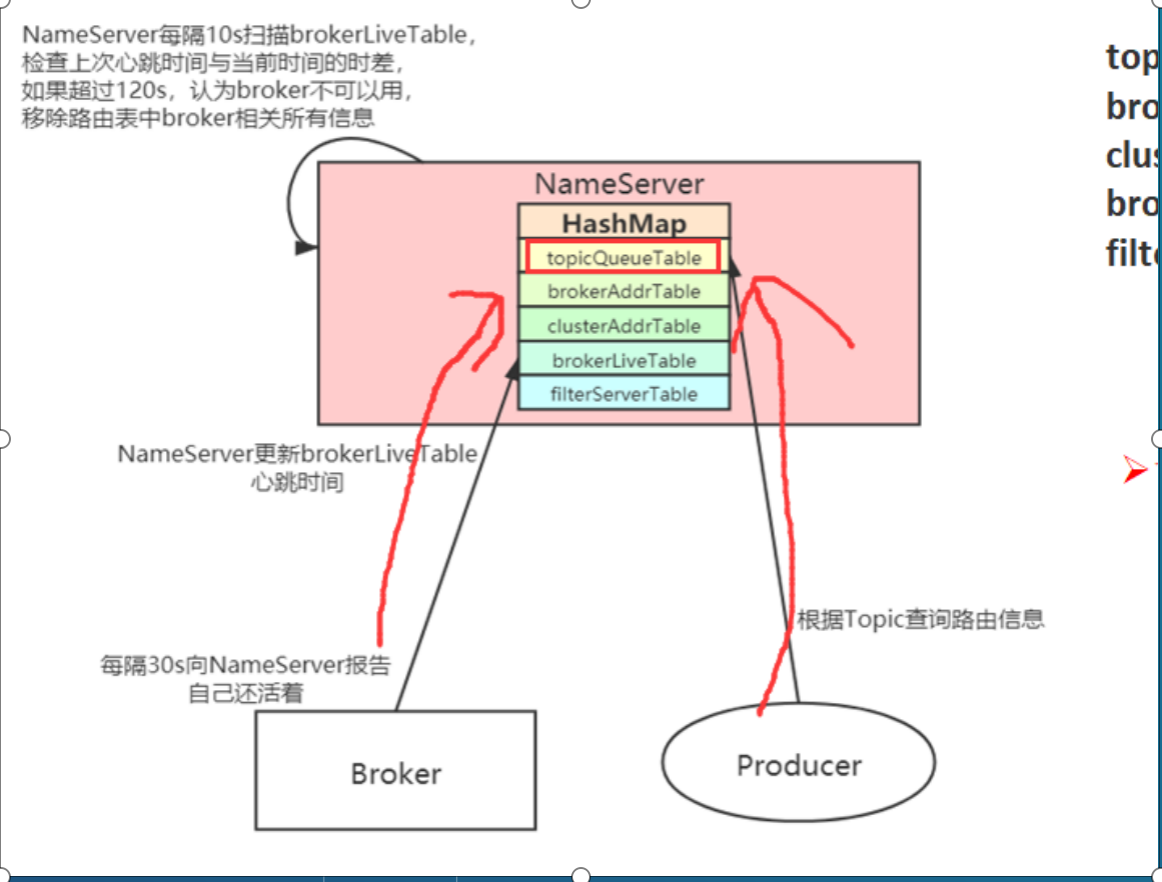 NameServer每隔10s扫描brokerLiveTable，
检查上次心跳时间与当前时间的时差，
如果超过120s，认为broker不可以用，
移除路由表中broker相关所有信息
top
bro
clus
bro
filte
NameServer
HashMap
topicQueueTable
brokerAddrTable
clusterAddrTable
brokerLiveTable
filterServerTable
NameServer更新brokerLiveTable
心跳时间
根据Topic查询路由信息
每隔30s向NameServer报告
自己还活着
Broker
Producer